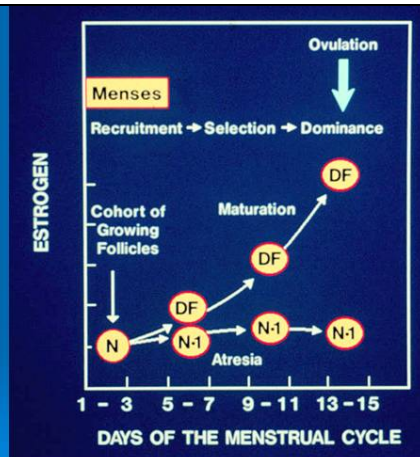 Ovulation
Menses
Recruitment → Selection → Dominance
DF
Cohort of
Growing
Follicles
Maturation
DF
DF
N
N-1
N-1
N-1
Atresia
ESTROGEN
1 - 3 5 - 7 9 - 11 13 - 15
DAYS OF THE MENSTRUAL CYCLE